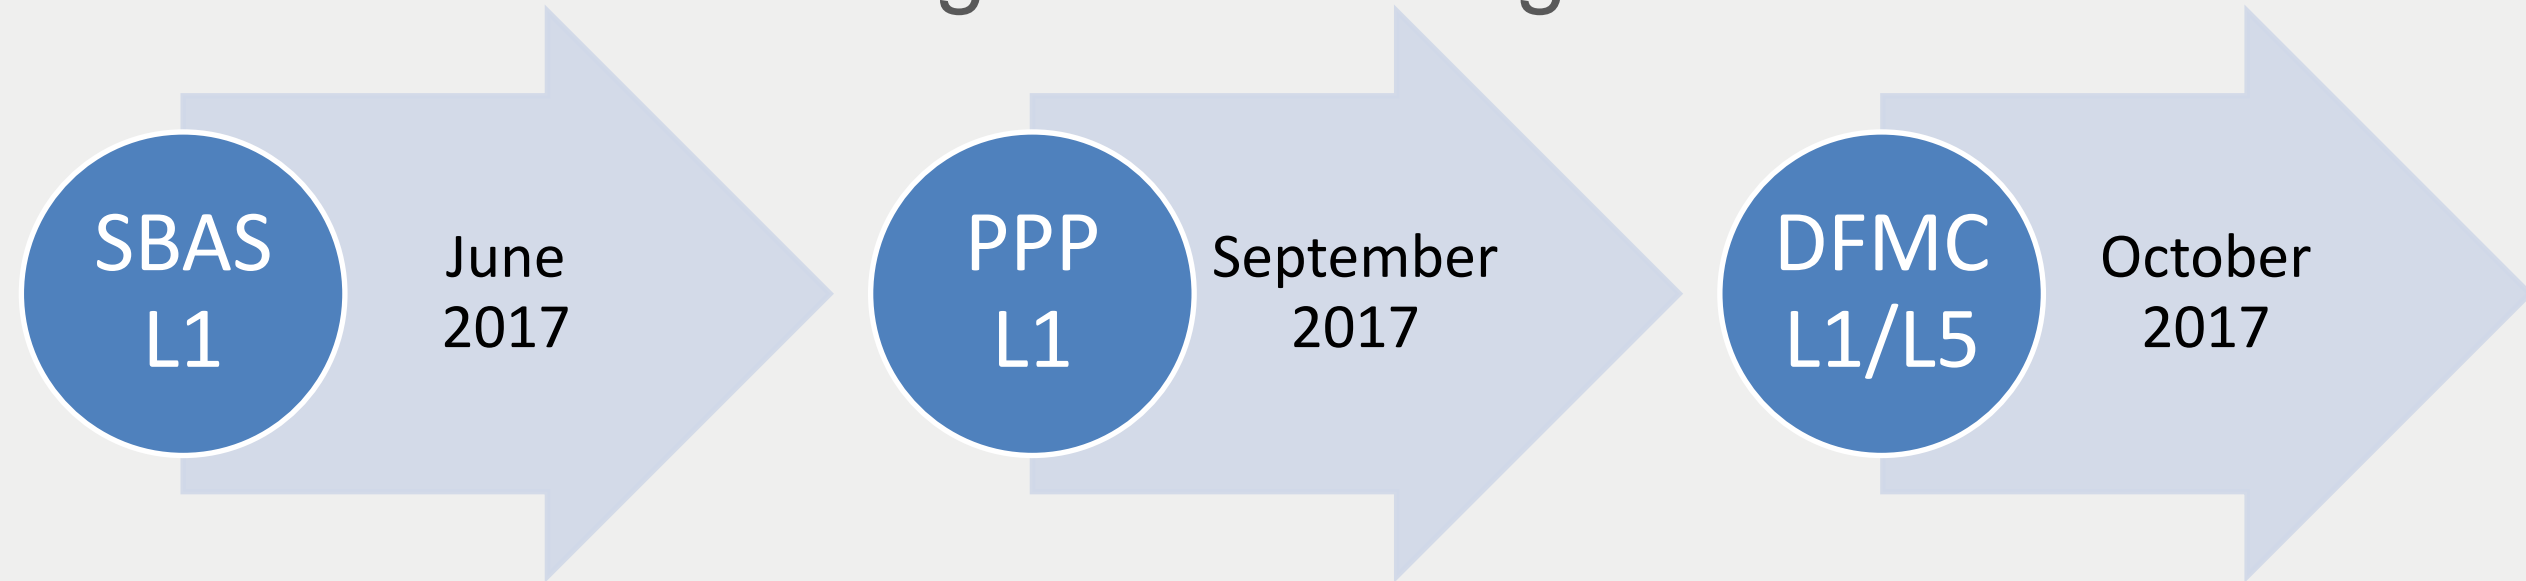 SBAS
L1
June
2017
PPP
L1
September
2017
DFMC
L1/L5
October
2017